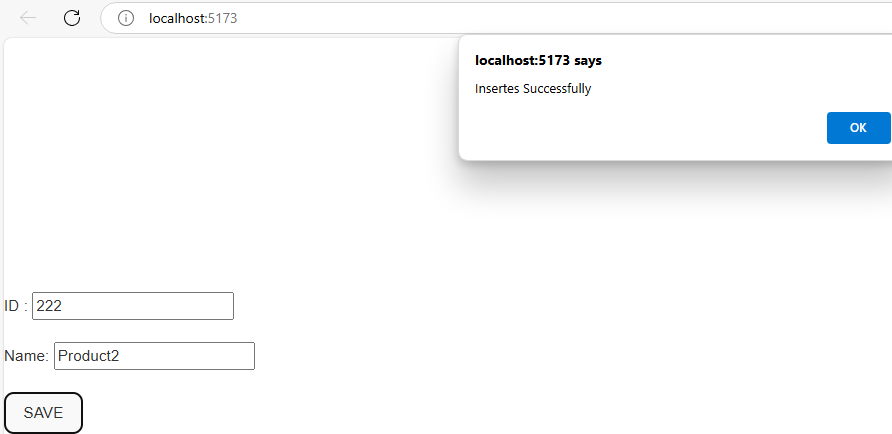 localhost:5173
localhost:5173 says
Insertes Successfully
OK
ID : 222
Name: Product2
SAVE